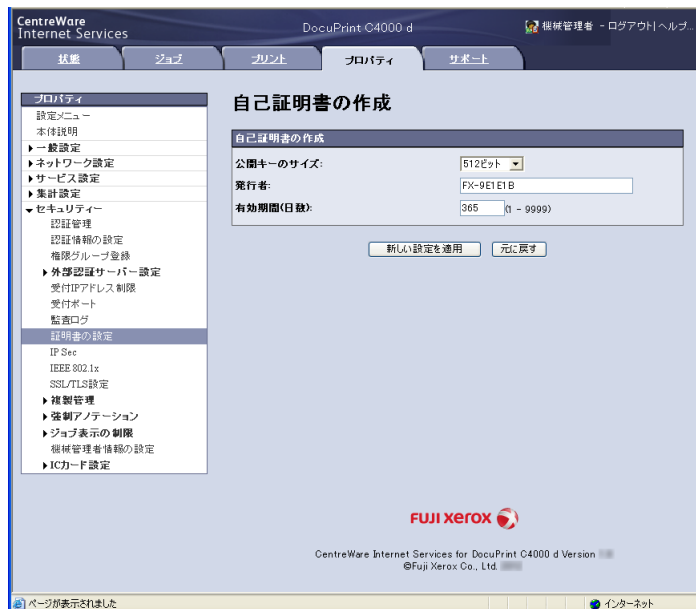 CentreWare
Internet Services
DocuPrint C4000 d
機械管理者 - ログアウト| ヘルプ...
状態
ジョブ
プリント
プロパティ
サポート
プロパティ
設定メニュー
本体説明
一般設定
ネットワーク設定
サービス設定
集計設定
セキュリティー
認証管理
認証情報の設定
権限グループ登録
外部認証サーバー設定
受付IPアドレス制限
受付ポート
監査ログ
証明書の設定
IP Sec
IEEE 802.1x
SSL/TLS設定
複製管理
強制アノテーション
ジョブ表示の制限
機械管理者情報の設定
ICカード設定
自己証明書の作成
自己証明書の作成
公開キーのサイズ: 512ビット
発行者: FX-9E1E1B
有効期間(日数): 365 (1 - 9999)
新しい設定を適用 元に戻す
FUJI xerox
CentreWare Internet Services for DocuPrint C4000 d Version
©Fuji Xerox Co., Ltd.
ページが表示されました
インターネット